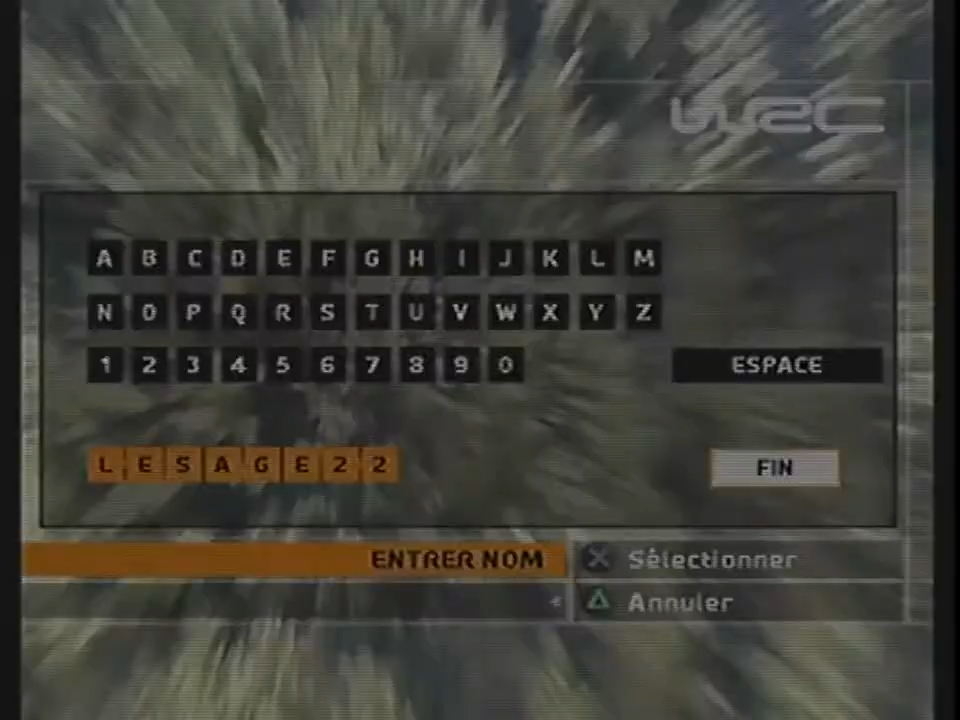 WRC
A B C D E F G H I J K L M
N O P Q R S T U V W X Y Z
1 2 3 4 5 6 7 8 9 0
ESPACE
LESAGE22
FIN
ENTRER NOM
Sélectionner
Annuler